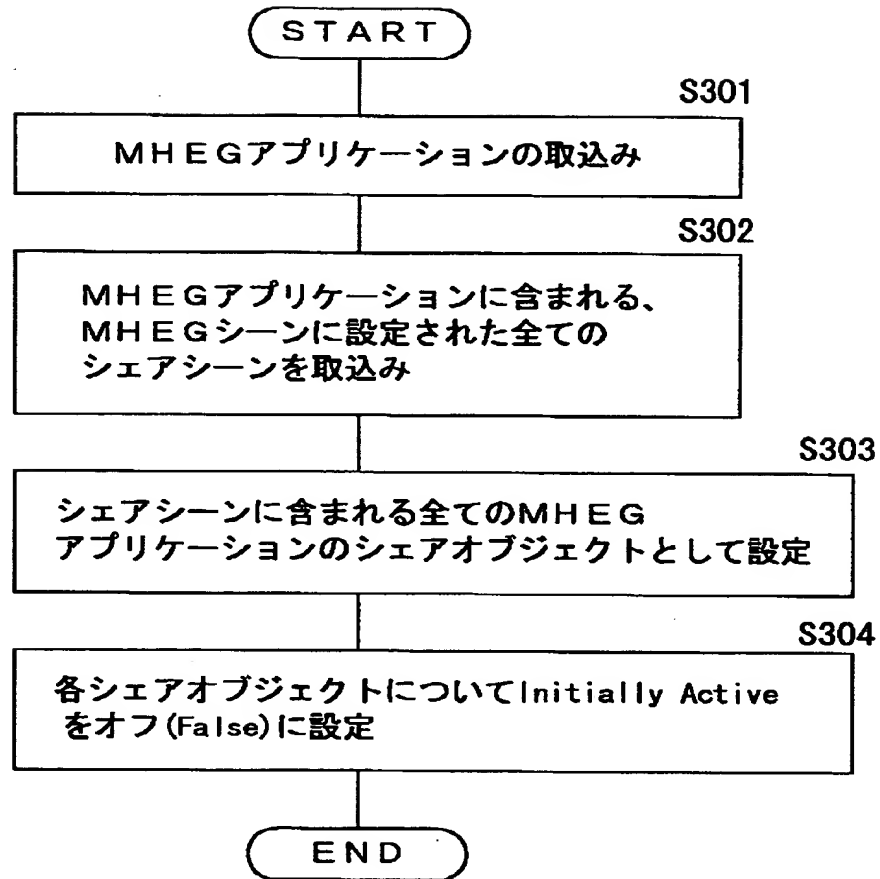 START
S301
MHEGアプリケーションの取込み
S302
MHEGアプリケーションに含まれる、
MHEGシーンに設定された全ての
シェアシーンを取込み
S303
シェアシーンに含まれる全てのMHEG
アプリケーションのシェアオブジェクトとして設定
S304
各シェアオブジェクトについてInitially Active
をオフ(False)に設定
END